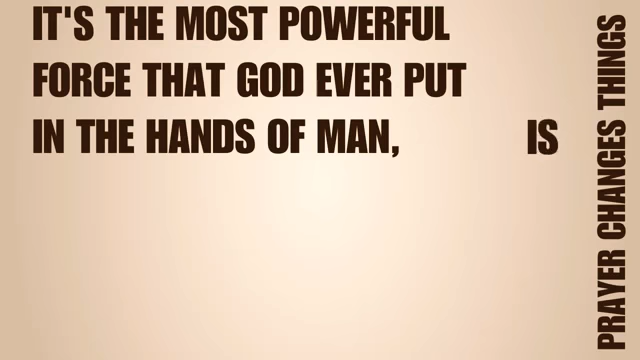 IT'S THE MOST POWERFUL
FORCE THAT GOD EVER PUT
IN THE HANDS OF MAN, IS
PRAYER CHANGES THINGS